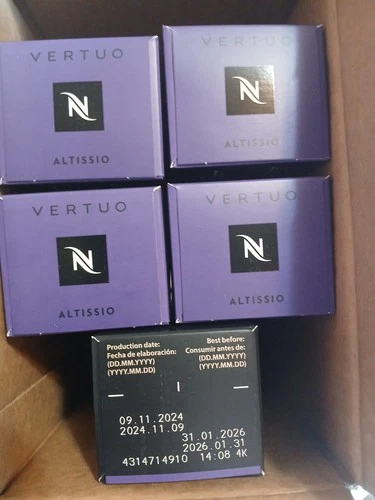 VERTUO
N
ALTISSIO
VERTUO
N
ALTISSIO
VERTUO
N
ALTISSIO
VERTUO
N
ALTISSIO
Production date:
Fecha de elaboración:
(DD.MM.YYYY)
(YYYY.MM.DD)
Best before:
Consumir antes de:
(DD.MM.YYYY)
(YYYY.MM.DD)
09.11.2024
2024.11.09
31.01.2026
2026.01.31
4314714910 14:08 4K